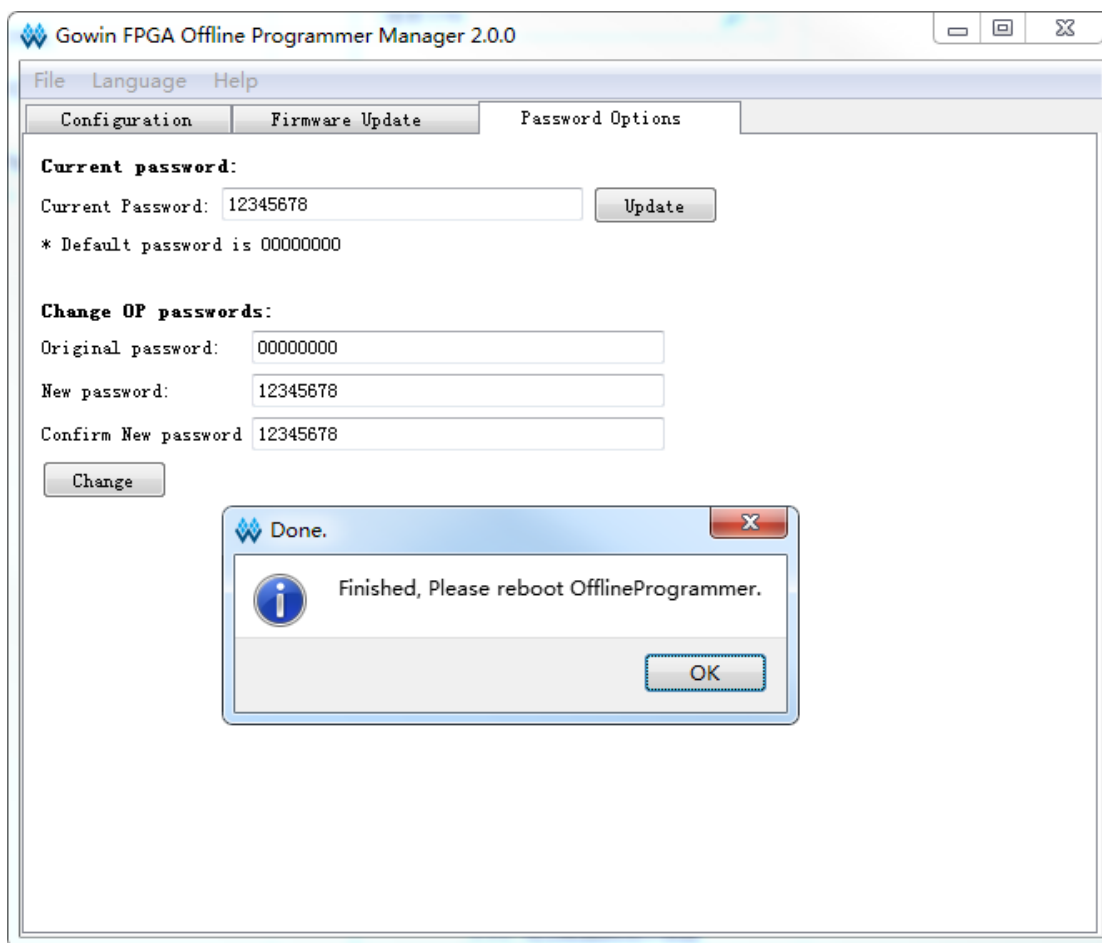 Gowin FPGA Offline Programmer Manager 2.0.0
File Language Help
Configuration Firmware Update Password Options
Current password:
Current Password: 12345678 Update
* Default password is 00000000
Change OP passwords:
Original password: 00000000
New password: 12345678
Confirm New password 12345678
Change
Done.
Finished, Please reboot OfflineProgrammer.
OK